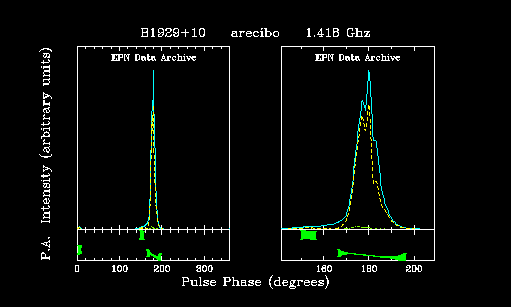 B1929+10 arecibo 1.418 Ghz
EPN Data Archive EPN Data Archive
P.A. Intensity (arbitrary units)
0 100 200 300 160 180 200
Pulse Phase (degrees)